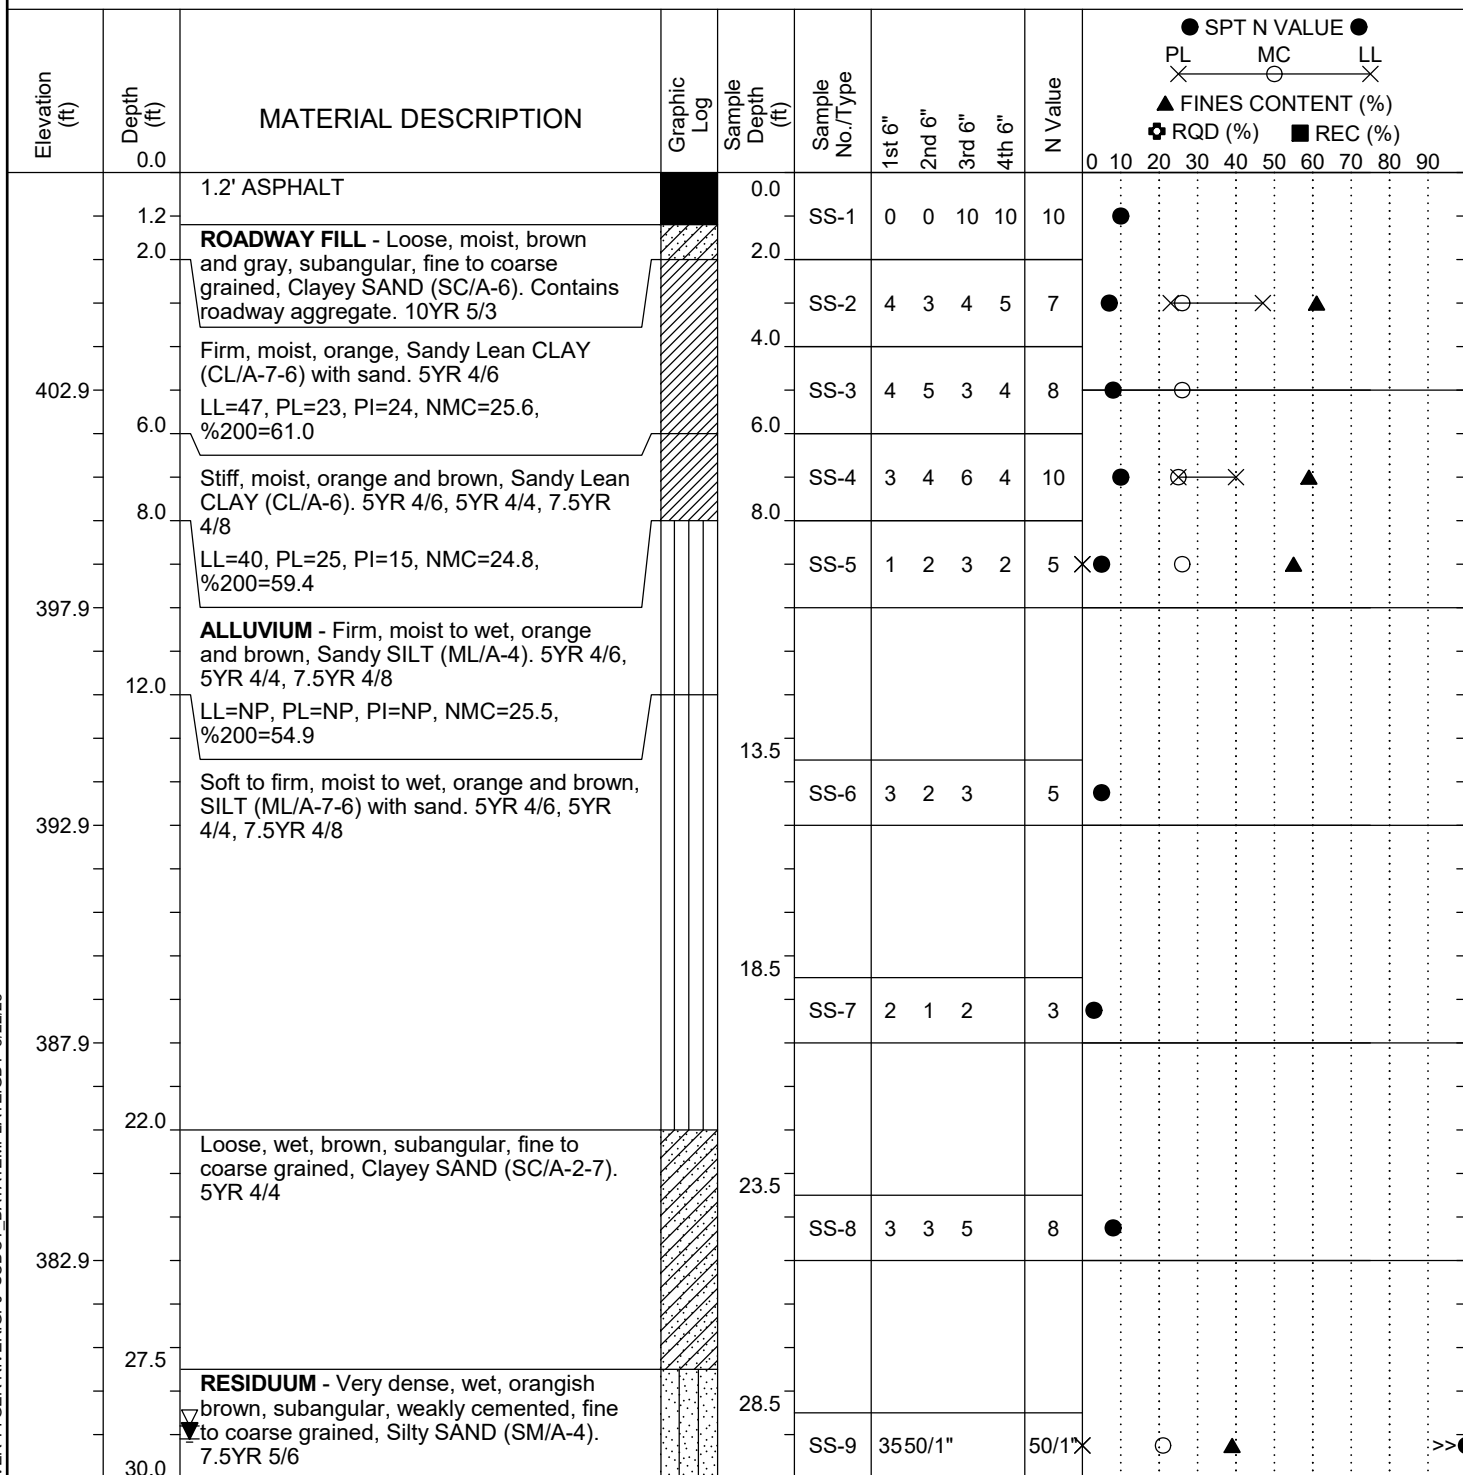 ● SPT N VALUE ●
PL MC LL
▲ FINES CONTENT (%)
RQD (%) ■ REC (%)
0 10 20 30 40 50 60 70 80 90
Elevation (ft)
Depth (ft)
0.0
MATERIAL DESCRIPTION
Graphic Log
Sample Depth (ft)
Sample No./Type
1st 6"
2nd 6"
3rd 6"
4th 6"
N Value
1.2' ASPHALT
0.0
1.2
SS-1 0 0 10 10 10
ROADWAY FILL - Loose, moist, brown
2.0
2.0
and gray, subangular, fine to coarse
grained, Clayey SAND (SC/A-6). Contains
roadway aggregate. 10YR 5/3
SS-2 4 3 4 5 7
4.0
Firm, moist, orange, Sandy Lean CLAY
(CL/A-7-6) with sand. 5YR 4/6
402.9
SS-3 4 5 3 4 8
LL=47, PL=23, PI=24, NMC=25.6,
%200=61.0
6.0
6.0
Stiff, moist, orange and brown, Sandy Lean
SS-4 3 4 6 4 10
CLAY (CL/A-6). 5YR 4/6, 5YR 4/4, 7.5YR
4/8
8.0
8.0
LL=40, PL=25, PI=15, NMC=24.8,
%200=59.4
SS-5 1 2 3 2 5
397.9
ALLUVIUM - Firm, moist to wet, orange
and brown, Sandy SILT (ML/A-4). 5YR 4/6,
5YR 4/4, 7.5YR 4/8
12.0
LL=NP, PL=NP, PI=NP, NMC=25.5,
%200=54.9
13.5
Soft to firm, moist to wet, orange and brown,
SILT (ML/A-7-6) with sand. 5YR 4/6, 5YR
4/4, 7.5YR 4/8
SS-6 3 2 3 5
392.9
18.5
SS-7 2 1 2 3
387.9
22.0
Loose, wet, brown, subangular, fine to
coarse grained, Clayey SAND (SC/A-2-7).
5YR 4/4
23.5
SS-8 3 3 5 8
382.9
27.5
RESIDUUM - Very dense, wet, orangish
brown, subangular, weakly cemented, fine
to coarse grained, Silty SAND (SM/A-4).
7.5YR 5/6
28.5
SS-9 35 50/1" 50/1"
>>
30.0